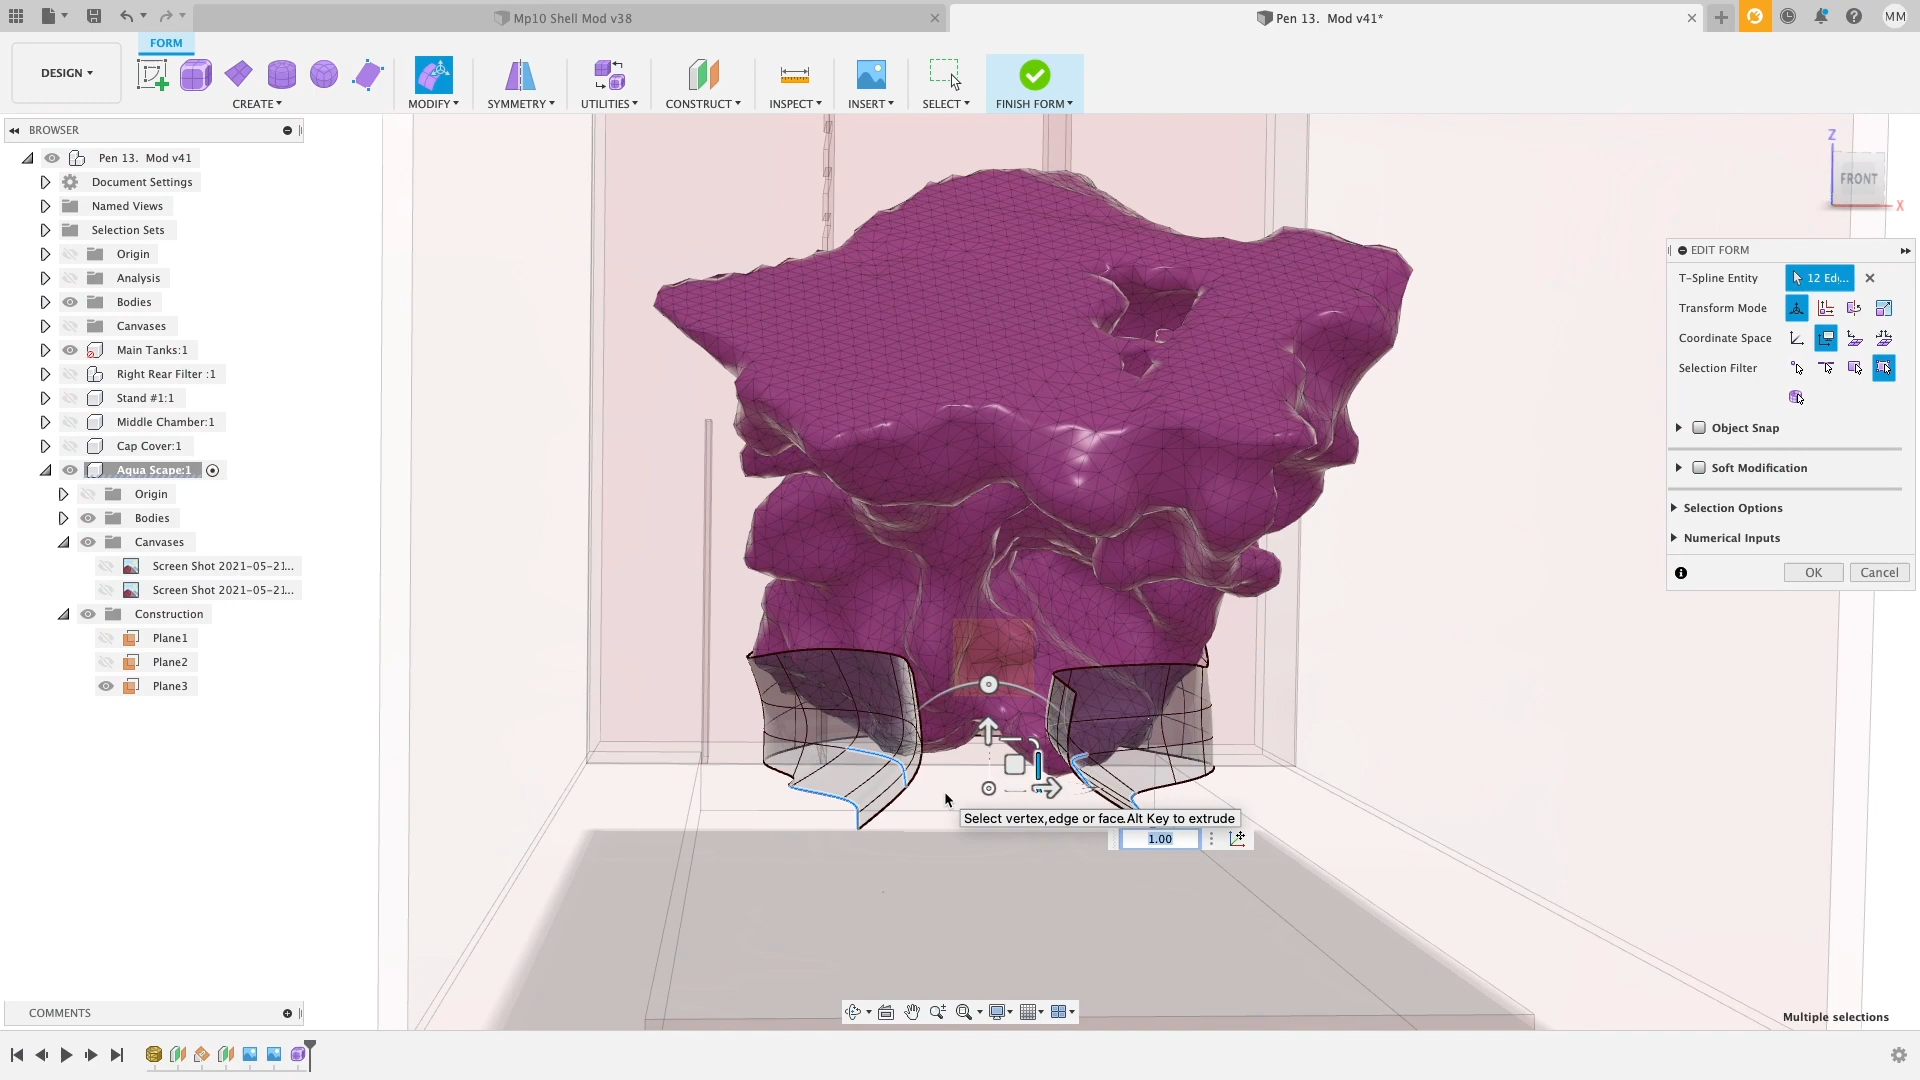 Mp10 Shell Mod v38
Pen 13.  Mod v41*
MM
FORM
DESIGN
CREATE
MODIFY
SYMMETRY
UTILITIES
CONSTRUCT
INSPECT
INSERT
SELECT
FINISH FORM
BROWSER
Pen 13.  Mod v41
Document Settings
Named Views
Selection Sets
Origin
Analysis
Bodies
Canvases
Main Tanks:1
Right Rear Filter :1
Stand #1:1
Middle Chamber:1
Cap Cover:1
Aqua Scape:1
Origin
Bodies
Canvases
Screen Shot 2021-05-21...
Screen Shot 2021-05-21...
Construction
Plane1
Plane2
Plane3
Z
FRONT
X
EDIT FORM
T-Spline Entity
12 Ed...
Transform Mode
Coordinate Space
Selection Filter
Object Snap
Soft Modification
Selection Options
Numerical Inputs
OK
Cancel
Select vertex,edge or face.Alt Key to extrude
1.00
COMMENTS
Multiple selections